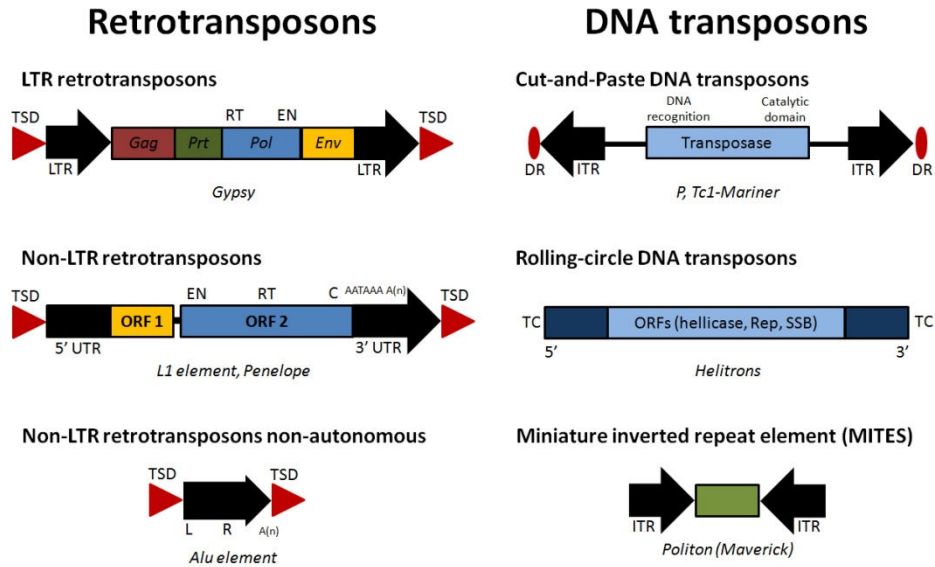 Retrotransposons
LTR retrotransposons
TSD RT EN TSD
Gag Prt Pol Env
LTR LTR
Gypsy
Non-LTR retrotransposons
TSD EN RT C AATAAA A(n) TSD
ORF 1 ORF 2
5’ UTR 3’ UTR
L1 element, Penelope
Non-LTR retrotransposons non-autonomous
TSD TSD
L R A(n)
Alu element
DNA transposons
Cut-and-Paste DNA transposons
DNA recognition Catalytic domain
Transposase
DR ITR ITR DR
P, Tc1-Mariner
Rolling-circle DNA transposons
TC ORFs (hellicase, Rep, SSB) TC
5’ 3’
Helitrons
Miniature inverted repeat element (MITES)
ITR ITR
Politon (Maverick)